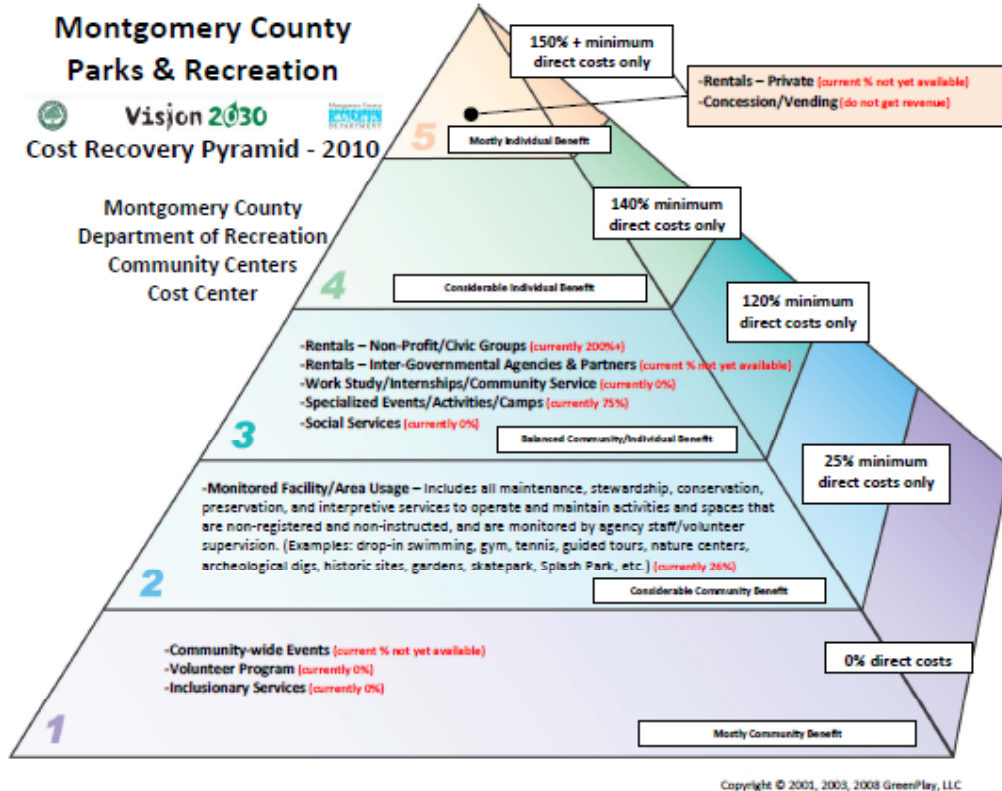 Montgomery County
Parks & Recreation
Vision 2030
Cost Recovery Pyramid - 2010
Montgomery County
Department of Recreation
Community Centers
Cost Center
150% + minimum
direct costs only
-Rentals – Private (current % not yet available)
-Concession/Vending (do not get revenue)
5
Mostly Individual Benefit
140% minimum
direct costs only
4
Considerable Individual Benefit
120% minimum
direct costs only
-Rentals – Non-Profit/Civic Groups (currently 200%+)
-Rentals – Inter-Governmental Agencies & Partners (current % not yet available)
-Work Study/Internships/Community Service (currently 0%)
-Specialized Events/Activities/Camps (currently 75%)
-Social Services (currently 0%)
3
Balanced Community/Individual Benefit
25% minimum
direct costs only
-Monitored Facility/Area Usage – Includes all maintenance, stewardship, conservation,
preservation, and interpretive services to operate and maintain activities and spaces that
are non-registered and non-instructed, and are monitored by agency staff/volunteer
supervision. (Examples: drop-in swimming, gym, tennis, guided tours, nature centers,
archeological digs, historic sites, gardens, skatepark, Splash Park, etc.) (currently 26%)
2
Considerable Community Benefit
0% direct costs
-Community-wide Events (current % not yet available)
-Volunteer Program (currently 0%)
-Inclusionary Services (currently 0%)
1
Mostly Community Benefit
Copyright © 2001, 2003, 2008 GreenPlay, LLC